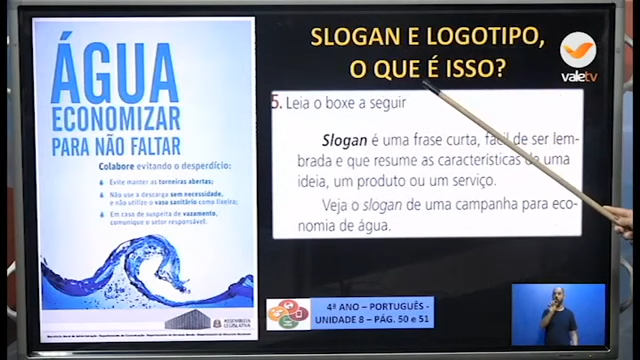 ÁGUA
ECONOMIZAR
PARA NÃO FALTAR
Colabore evitando o desperdício:
Evite manter as torneiras abertas;
Não use a descarga sem necessidade,
e não utilize o vaso sanitário como lixeira;
Em caso de suspeita de vazamento,
comunique o setor responsável.
ASSEMBLEIA
LEGISLATIVA
SLOGAN E LOGOTIPO,
O QUE É ISSO?
valetv
5. Leia o boxe a seguir
Slogan é uma frase curta, fácil de ser lem-
brada e que resume as características de uma
ideia, um produto ou um serviço.
Veja o slogan de uma campanha para eco-
nomia de água.
4º ANO – PORTUGUÊS -
UNIDADE 8 – PÁG. 50 e 51